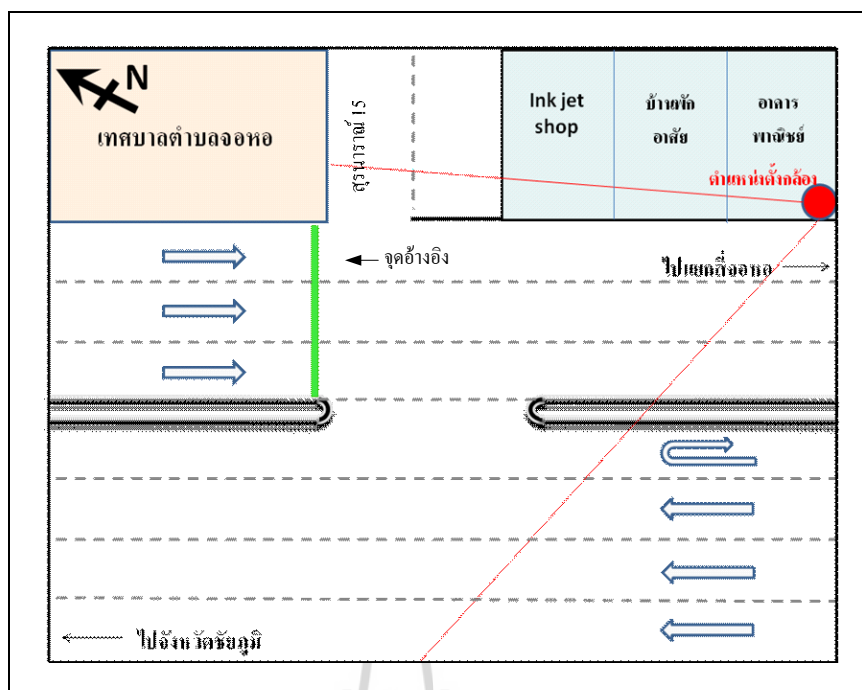 N
เทศบาลตำบลจอหอ
สุรนารายณ์ 15
Ink jet
shop
บ้านพัก
อาศัย
อาคาร
พาณิชย์
ตำแหน่งตั้งกล้อง
จุดอ้างอิง
ไปแยกสี่จอหอ
ไปจังหวัดชัยภูมิ